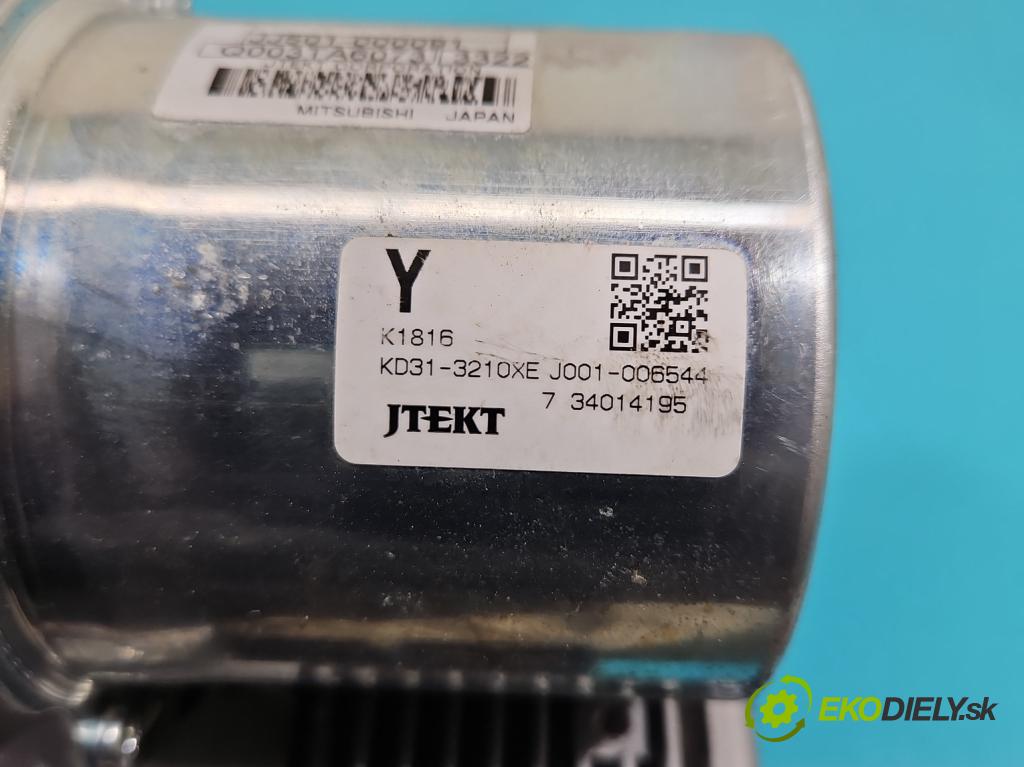 MITSUBISHI JAPAN
Y
K1816
KD31-3210XE J001-006544
7 34014195
JTEKT
EKODIELY.sk